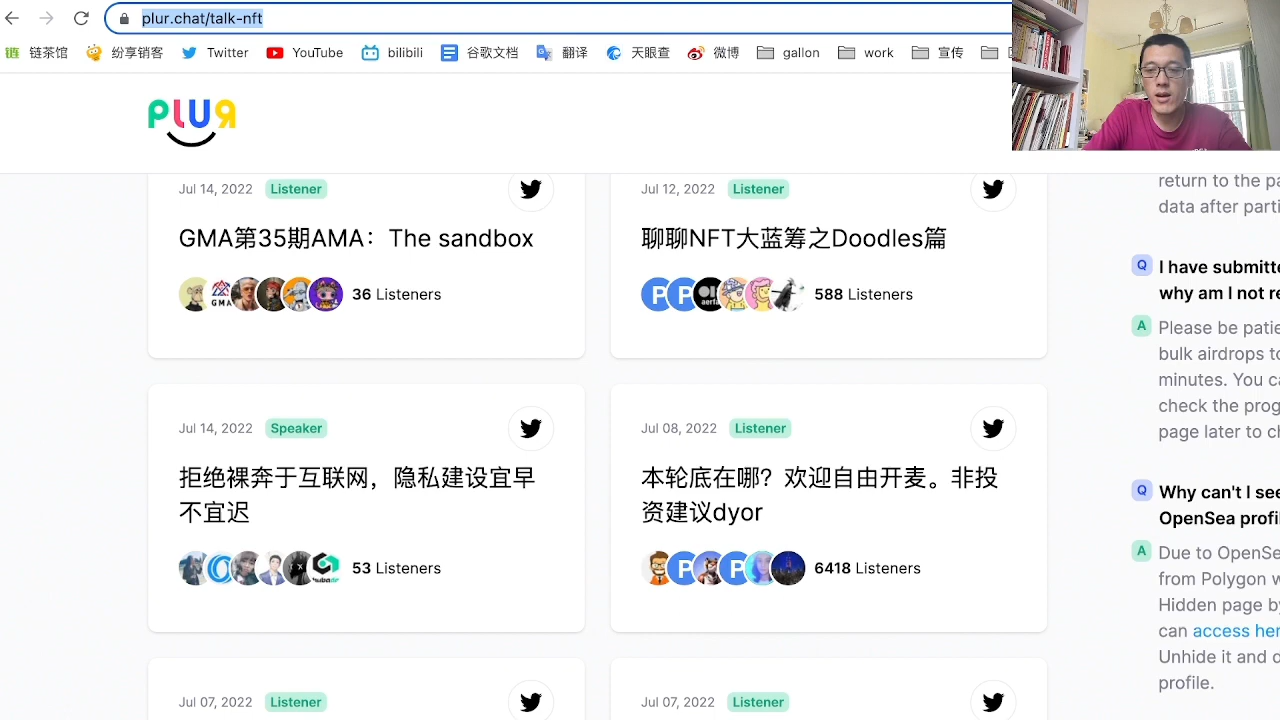 plur.chat/talk-nft
链 链茶馆 纷享销客 Twitter YouTube bilibili 谷歌文档 翻译 天眼查 微博 gallon work 宣传
PLUR
Jul 14, 2022 Listener
GMA第35期AMA：The sandbox
GMA
36 Listeners
Jul 12, 2022 Listener
聊聊NFT大蓝筹之Doodles篇
P P
588 Listeners
Jul 14, 2022 Speaker
拒绝裸奔于互联网，隐私建设宜早
不宜迟
53 Listeners
Jul 08, 2022 Listener
本轮底在哪？欢迎自由开麦。非投
资建议dyor
P P
6418 Listeners
Jul 07, 2022 Listener
Jul 07, 2022 Listener
return to the pa
data after parti
Q I have submitte
why am I not re
A Please be patie
bulk airdrops to
minutes. You ca
check the prog
page later to ch
Q Why can't I see
OpenSea profi
A Due to OpenSe
from Polygon w
Hidden page by
can access her
Unhide it and c
profile.